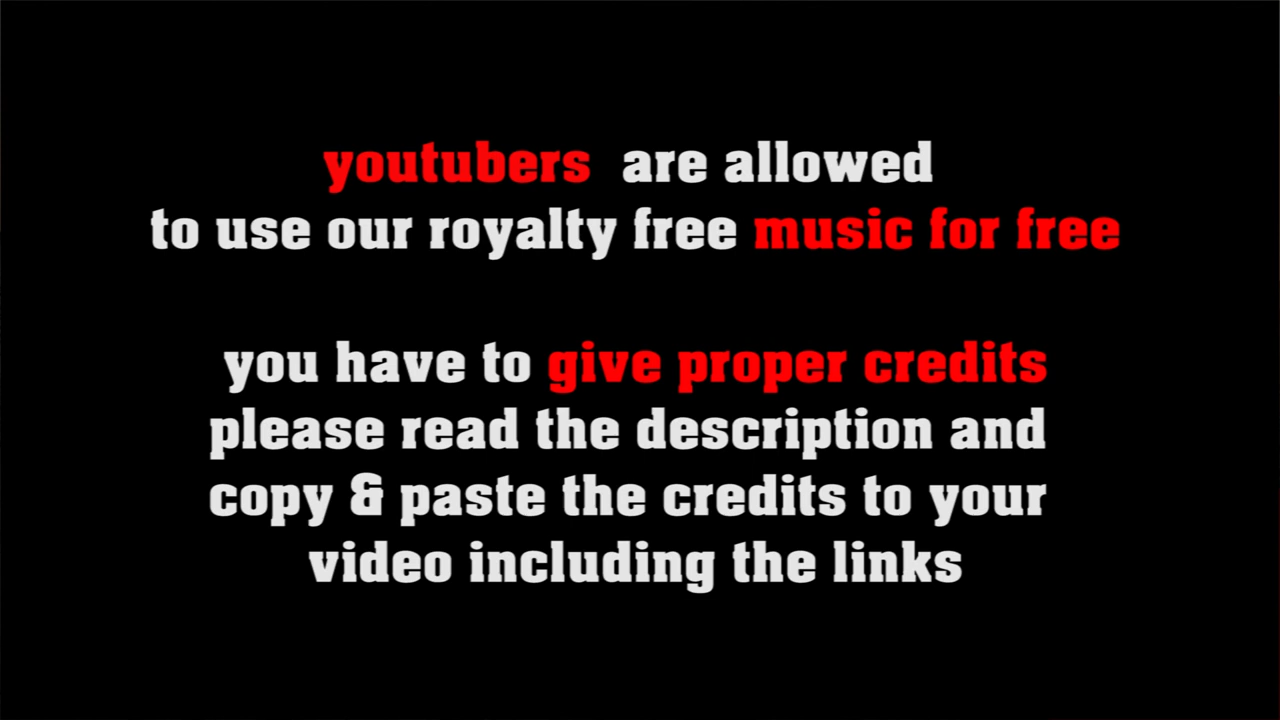 youtubers are allowed
to use our royalty free music for free
you have to give proper credits
please read the description and
copy & paste the credits to your
video including the links